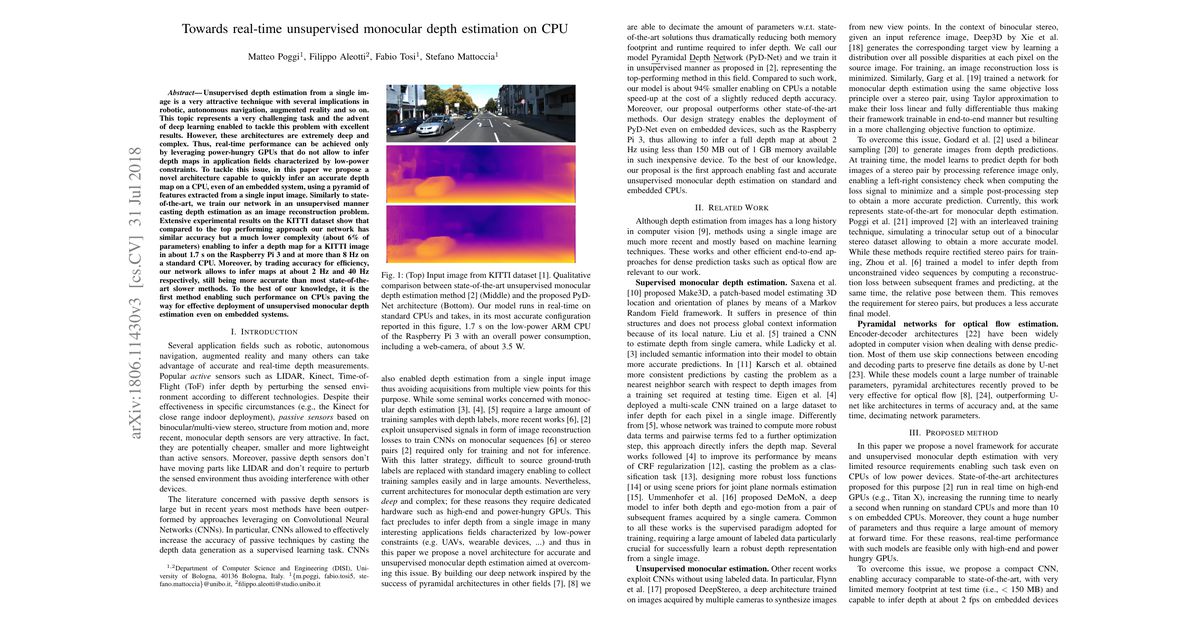 Towards real-time unsupervised monocular depth estimation on CPU
Matteo Poggi1, Filippo Aleotti2, Fabio Tosi1, Stefano Mattoccia1
arXiv:1806.11430v3 [cs.CV] 31 Jul 2018
Abstract— Unsupervised depth estimation from a single im-
age is a very attractive technique with several implications in
robotic, autonomous navigation, augmented reality and so on.
This topic represents a very challenging task and the advent
of deep learning enabled to tackle this problem with excellent
results. However, these architectures are extremely deep and
complex. Thus, real-time performance can be achieved only
by leveraging power-hungry GPUs that do not allow to infer
depth maps in application fields characterized by low-power
constraints. To tackle this issue, in this paper we propose a
novel architecture capable to quickly infer an accurate depth
map on a CPU, even of an embedded system, using a pyramid of
features extracted from a single input image. Similarly to state-
of-the-art, we train our network in an unsupervised manner
casting depth estimation as an image reconstruction problem.
Extensive experimental results on the KITTI dataset show that
compared to the top performing approach our network has
similar accuracy but a much lower complexity (about 6% of
parameters) enabling to infer a depth map for a KITTI image
in about 1.7 s on the Raspberry Pi 3 and at more than 8 Hz on
a standard CPU. Moreover, by trading accuracy for efficiency,
our network allows to infer maps at about 2 Hz and 40 Hz
respectively, still being more accurate than most state-of-the-
art slower methods. To the best of our knowledge, it is the
first method enabling such performance on CPUs paving the
way for effective deployment of unsupervised monocular depth
estimation even on embedded systems.
I. INTRODUCTION
Several application fields such as robotic, autonomous
navigation, augmented reality and many others can take
advantage of accurate and real-time depth measurements.
Popular active sensors such as LIDAR, Kinect, Time-of-
Flight (ToF) infer depth by perturbing the sensed envi-
ronment according to different technologies. Despite their
effectiveness in specific circumstances (e.g., the Kinect for
close range indoor deployment), passive sensors based on
binocular/multi-view stereo, structure from motion and, more
recent, monocular depth sensors are very attractive. In fact,
they are potentially cheaper, smaller and more lightweight
than active sensors. Moreover, passive depth sensors don't
have moving parts like LIDAR and don't require to perturb
the sensed environment thus avoiding interference with other
devices.
The literature concerned with passive depth sensors is
large but in recent years most methods have been outper-
formed by approaches leveraging on Convolutional Neural
Networks (CNNs). In particular, CNNs allowed to effectively
increase the accuracy of passive techniques by casting the
depth data generation as a supervised learning task. CNNs
1,2Department of Computer Science and Engineering (DISI), Uni-
versity of Bologna, 40136 Bologna, Italy. 1{m.poggi, fabio.tosi5, ste-
fano.mattoccia}@unibo.it, 2filippo.aleotti@studio.unibo.it
Fig. 1: (Top) Input image from KITTI dataset [1]. Qualitative
comparison between state-of-the-art unsupervised monocular
depth estimation method [2] (Middle) and the proposed PyD-
Net architecture (Bottom). Our model runs in real-time on
standard CPUs and takes, in its most accurate configuration
reported in this figure, 1.7 s on the low-power ARM CPU
of the Raspberry Pi 3 with an overall power consumption,
including a web-camera, of about 3.5 W.
also enabled depth estimation from a single input image
thus avoiding acquisitions from multiple view points for this
purpose. While some seminal works concerned with monoc-
ular depth estimation [3], [4], [5] require a large amount of
training samples with depth labels, more recent works [6], [2]
exploit unsupervised signals in form of image reconstruction
losses to train CNNs on monocular sequences [6] or stereo
pairs [2] required only for training and not for inference.
With this latter strategy, difficult to source ground-truth
labels are replaced with standard imagery enabling to collect
training samples easily and in large amounts. Nevertheless,
current architectures for monocular depth estimation are very
deep and complex; for these reasons they require dedicated
hardware such as high-end and power-hungry GPUs. This
fact precludes to infer depth from a single image in many
interesting applications fields characterized by low-power
constraints (e.g. UAVs, wearable devices, ...) and thus in
this paper we propose a novel architecture for accurate and
unsupervised monocular depth estimation aimed at overcom-
ing this issue. By building our deep network inspired by the
success of pyramidal architectures in other fields [7], [8] we
are able to decimate the amount of parameters w.r.t. state-
of-the-art solutions thus dramatically reducing both memory
footprint and runtime required to infer depth. We call our
model Pyramidal Depth Network (PyD-Net) and we train it
in unsupervised manner as proposed in [2], representing the
top-performing method in this field. Compared to such work,
our model is about 94% smaller enabling on CPUs a notable
speed-up at the cost of a slightly reduced depth accuracy.
Moreover, our proposal outperforms other state-of-the-art
methods. Our design strategy enables the deployment of
PyD-Net even on embedded devices, such as the Raspberry
Pi 3, thus allowing to infer a full depth map at about 2
Hz using less than 150 MB out of 1 GB memory available
in such inexpensive device. To the best of our knowledge,
our proposal is the first approach enabling fast and accurate
unsupervised monocular depth estimation on standard and
embedded CPUs.
II. RELATED WORK
Although depth estimation from images has a long history
in computer vision [9], methods using a single image are
much more recent and mostly based on machine learning
techniques. These works and other efficient end-to-end ap-
proaches for dense prediction tasks such as optical flow are
relevant to our work.
Supervised monocular depth estimation. Saxena et al.
[10] proposed Make3D, a patch-based model estimating 3D
location and orientation of planes by means of a Markov
Random Field framework. It suffers in presence of thin
structures and does not process global context information
because of its local nature. Liu et al. [5] trained a CNN
to estimate depth from single camera, while Ladicky et al.
[3] included semantic information into their model to obtain
more accurate predictions. In [11] Karsch et al. obtained
more consistent predictions by casting the problem as a
nearest neighbor search with respect to depth images from
a training set required at testing time. Eigen et al. [4]
deployed a multi-scale CNN trained on a large dataset to
infer depth for each pixel in a single image. Differently
from [5], whose network was trained to compute more robust
data terms and pairwise terms fed to a further optimization
step, this approach directly infers the depth map. Several
works followed [4] to improve its performance by means
of CRF regularization [12], casting the problem as a clas-
sification task [13], designing more robust loss functions
[14] or using scene priors for joint plane normals estimation
[15]. Ummenhofer et al. [16] proposed DeMoN, a deep
model to infer both depth and ego-motion from a pair of
subsequent frames acquired by a single camera. Common
to all these works is the supervised paradigm adopted for
training, requiring a large amount of labeled data particularly
crucial for successfully learn a robust depth representation
from a single image.
Unsupervised monocular estimation. Other recent works
exploit CNNs without using labeled data. In particular, Flynn
et al. [17] proposed DeepStereo, a deep architecture trained
on images acquired by multiple cameras to synthesize images
from new view points. In the context of binocular stereo,
given an input reference image, Deep3D by Xie et al.
[18] generates the corresponding target view by learning a
distribution over all possible disparities at each pixel on the
source image. For training, an image reconstruction loss is
minimized. Similarly, Garg et al. [19] trained a network for
monocular depth estimation using the same objective loss
principle over a stereo pair, using Taylor approximation to
make their loss linear and fully differentiable thus making
their framework trainable in end-to-end manner but resulting
in a more challenging objective function to optimize.
To overcome this issue, Godard et al. [2] used a bilinear
sampling [20] to generate images from depth predictions.
At training time, the model learns to predict depth for both
images of a stereo pair by processing reference image only,
enabling a left-right consistency check when computing the
loss signal to minimize and a simple post-processing step
to obtain a more accurate prediction. Currently, this work
represents state-of-the-art for monocular depth estimation.
Poggi et al. [21] improved [2] with an interleaved training
technique, simulating a trinocular setup out of a binocular
stereo dataset allowing to obtain a more accurate model.
While these methods require rectified stereo pairs for train-
ing, Zhou et al. [6] trained a model to infer depth from
unconstrained video sequences by computing a reconstruc-
tion loss between subsequent frames and predicting, at the
same time, the relative pose between them. This removes
the requirement for stereo pairs, but produces a less accurate
final model.
Pyramidal networks for optical flow estimation.
Encoder-decoder architectures [22] have been widely
adopted in computer vision when dealing with dense predic-
tion. Most of them use skip connections between encoding
and decoding parts to preserve fine details as done by U-net
[23]. While these models count a large number of trainable
parameters, pyramidal architectures recently proved to be
very effective for optical flow [8], [24], outperforming U-
net like architectures in terms of accuracy and, at the same
time, decimating network parameters.
III. PROPOSED METHOD
In this paper we propose a novel framework for accurate
and unsupervised monocular depth estimation with very
limited resource requirements enabling such task even on
CPUs of low power devices. State-of-the-art architectures
proposed for this purpose [2] run in real time on high-end
GPUs (e.g., Titan X), increasing the running time to nearly
a second when running on standard CPUs and more than 10
s on embedded CPUs. Moreover, they count a huge number
of parameters and thus require a large amount of memory
at forward time. For these reasons, real-time performance
with such models are feasible only with high-end and power
hungry GPUs.
To overcome this issue, we propose a compact CNN,
enabling accuracy comparable to state-of-the-art, with very
limited memory footprint at test time (i.e., < 150 MB) and
capable to infer depth at about 2 fps on embedded devices